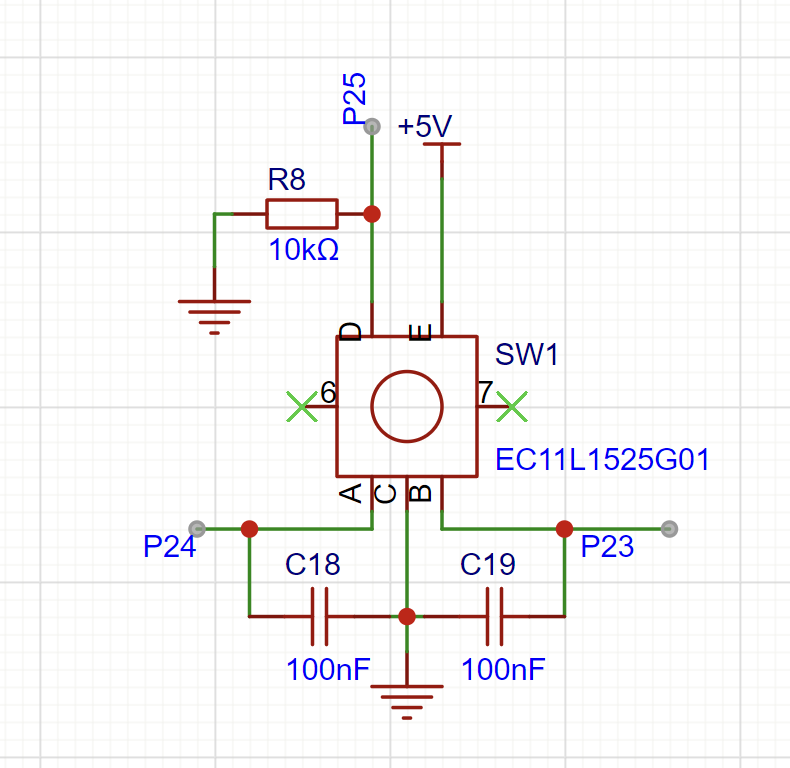 P25
+5V
R8
10kΩ
D
E
SW1
6
7
EC11L1525G01
A
C
B
P24
P23
C18
C19
100nF
100nF